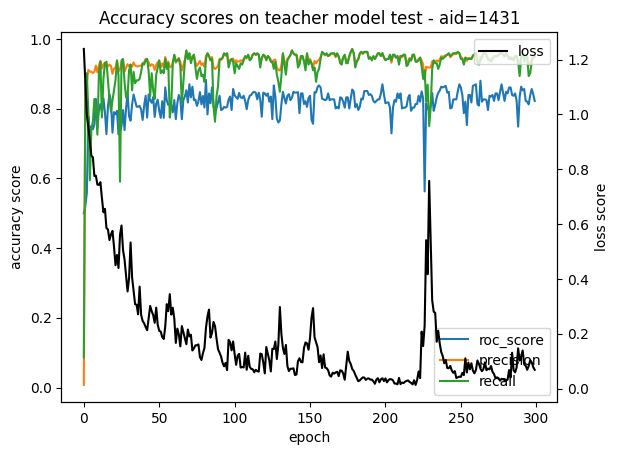 Accuracy scores on teacher model test - aid=1431
1.0
0.8
0.6
0.4
0.2
0.0
accuracy score
0
50
100
150
200
250
300
epoch
1.2
1.0
0.8
0.6
0.4
0.2
0.0
loss score
loss
roc_score
precision
recall